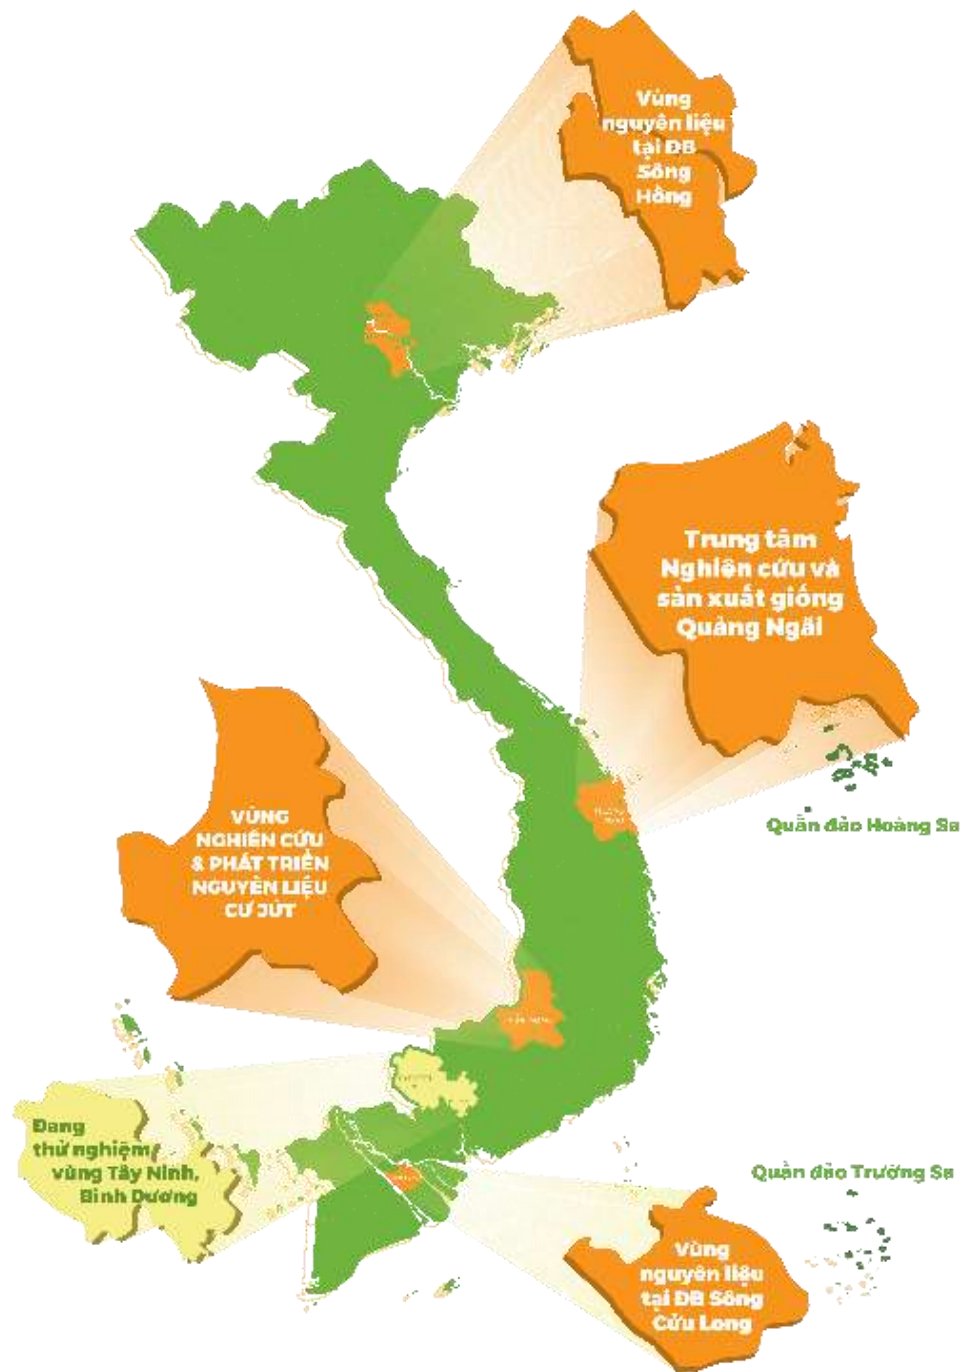 Vùng
nguyên liệu
tại ĐB
Sông
Hồng
Trung tâm
Nghiên cứu và
sản xuất giống
Quảng Ngãi
Quần đảo Hoàng Sa
VÙNG
NGHIÊN CỨU
& PHÁT TRIỂN
NGUYÊN LIỆU
CƯ JÚT
Đang
thử nghiệm
vùng Tây Ninh,
Bình Dương
Quần đảo Trường Sa
Vùng
nguyên liệu
tại ĐB Sông
Cửu Long